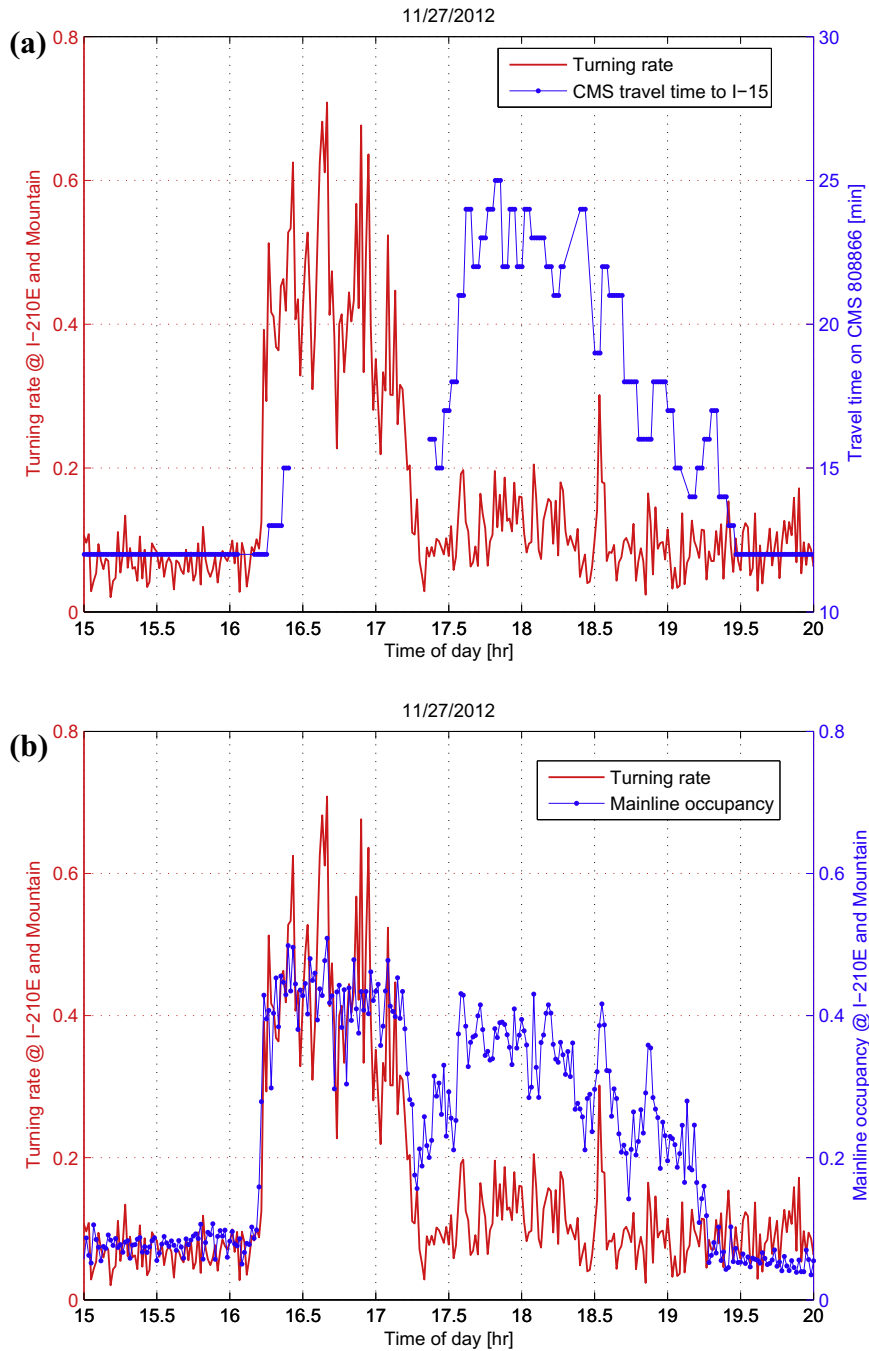 (a)
11/27/2012
0.8
0.6
0.4
0.2
0
Turning rate @ I−210E and Mountain
Turning rate
CMS travel time to I−15
30
25
20
15
10
Travel time on CMS 808866 [min]
15 15.5 16 16.5 17 17.5 18 18.5 19 19.5 20
Time of day [hr]
(b)
11/27/2012
0.8
0.6
0.4
0.2
0
Turning rate @ I−210E and Mountain
Turning rate
Mainline occupancy
0.8
0.6
0.4
0.2
0
Mainline occupancy @ I−210E and Mountain
15 15.5 16 16.5 17 17.5 18 18.5 19 19.5 20
Time of day [hr]